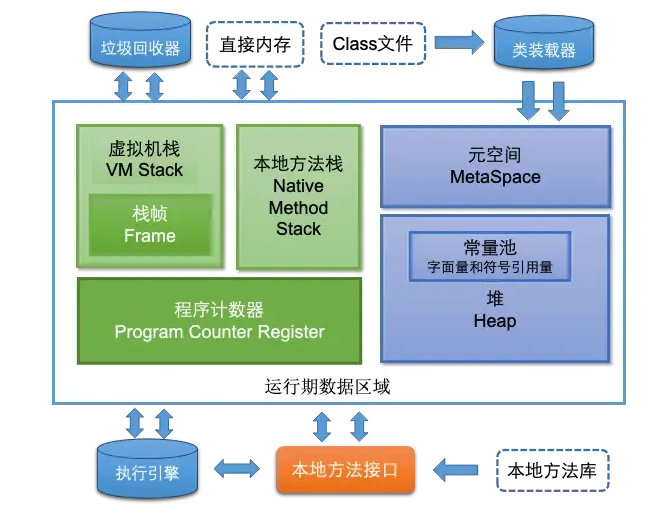 垃圾回收器
直接内存
Class文件
类装载器
虚拟机栈
VM Stack
栈帧
Frame
本地方法栈
Native
Method
Stack
元空间
MetaSpace
常量池
字面量和符号引用量
堆
Heap
程序计数器
Program Counter Register
运行期数据区域
执行引擎
本地方法接口
本地方法库